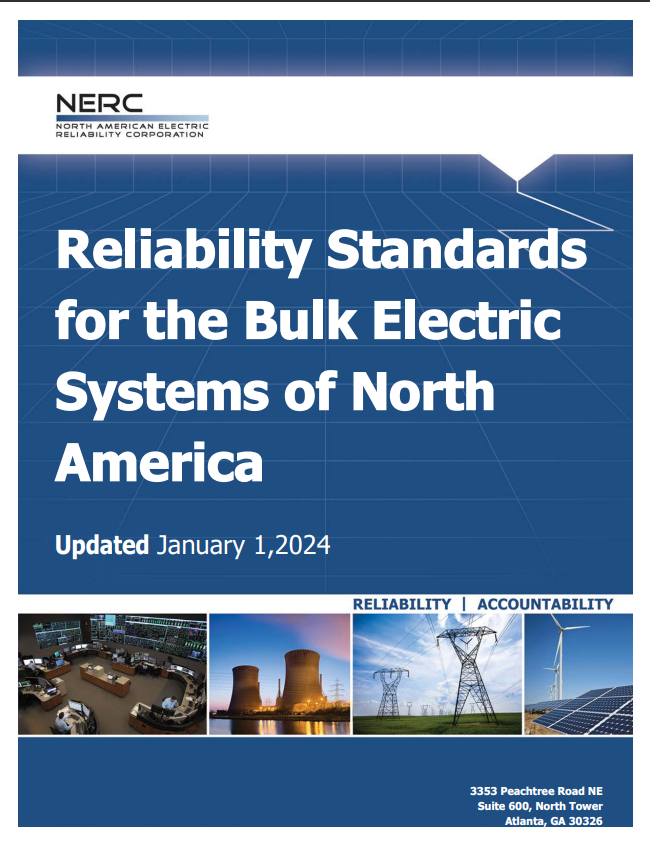 NERC
NORTH AMERICAN ELECTRIC
RELIABILITY CORPORATION
Reliability Standards
for the Bulk Electric
Systems of North
America
Updated January 1,2024
RELIABILITY | ACCOUNTABILITY
3353 Peachtree Road NE
Suite 600, North Tower
Atlanta, GA 30326